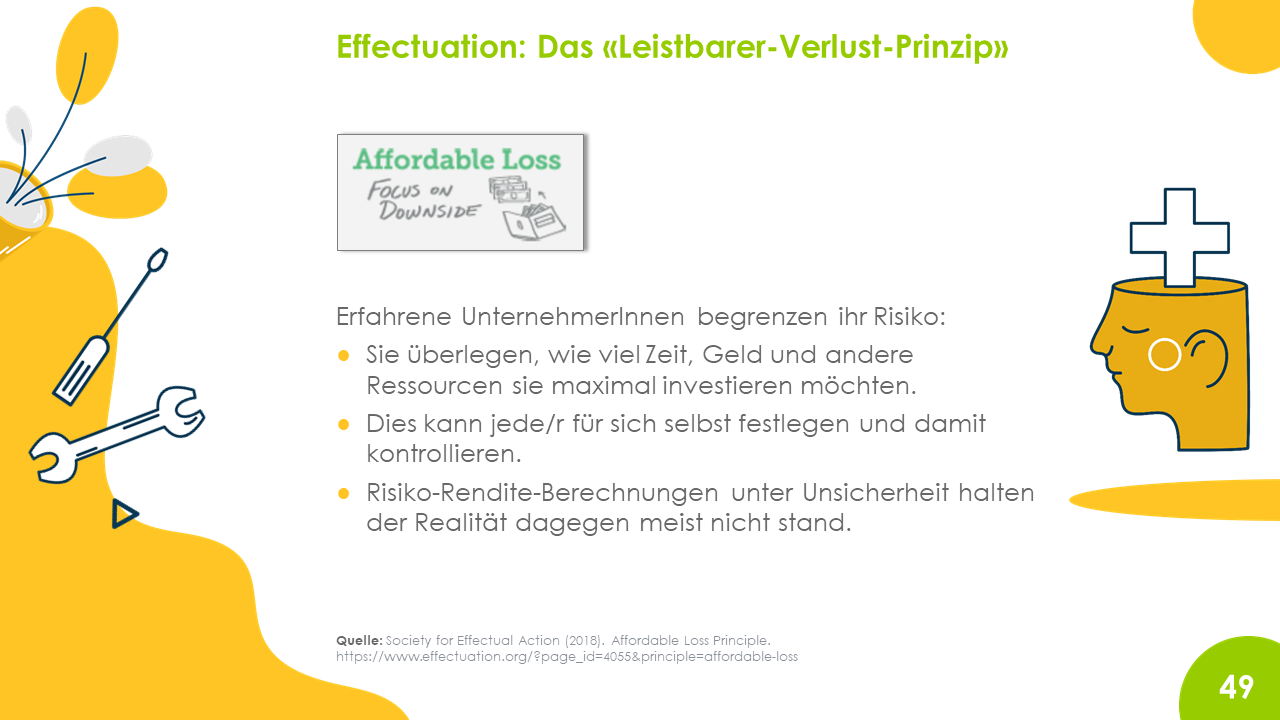 Effectuation: Das «Leistbarer-Verlust-Prinzip»
Affordable Loss
Focus on
Downside
Erfahrene UnternehmerInnen begrenzen ihr Risiko:
● Sie überlegen, wie viel Zeit, Geld und andere
Ressourcen sie maximal investieren möchten.
● Dies kann jede/r für sich selbst festlegen und damit
kontrollieren.
● Risiko-Rendite-Berechnungen unter Unsicherheit halten
der Realität dagegen meist nicht stand.
Quelle: Society for Effectual Action (2018). Affordable Loss Principle.
https://www.effectuation.org/?page_id=4055&principle=affordable-loss
49